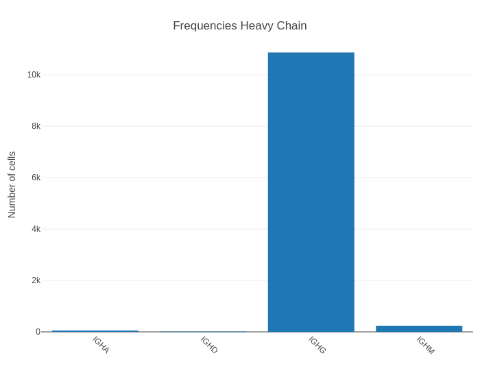 Frequencies Heavy Chain
Number of cells
10k
8k
6k
4k
2k
0
IGHA
IGHD
IGHG
IGHM